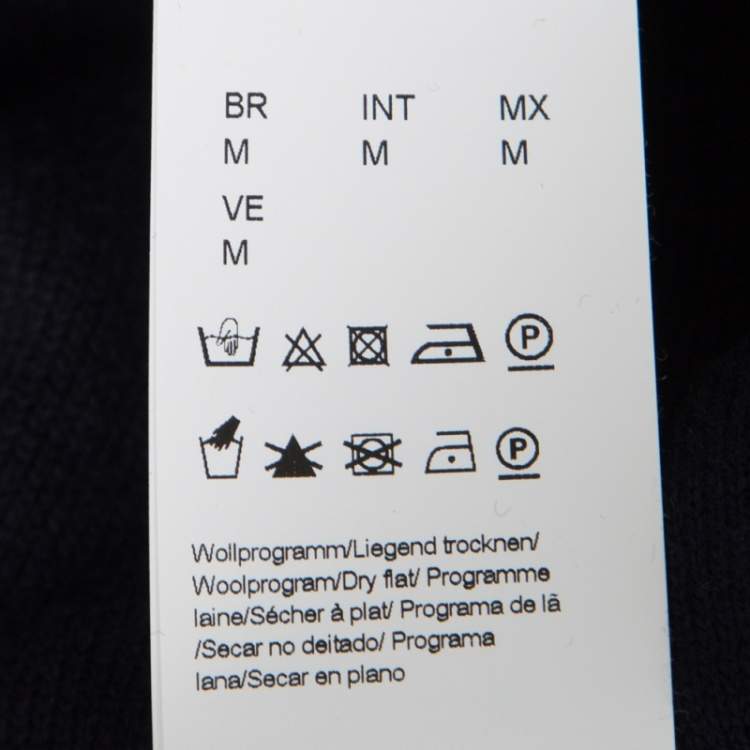 BR INT MX
M M M
VE
M
P
P
Wollprogramm/Liegend trocknen/
Woolprogram/Dry flat/ Programme
laine/Sécher à plat/ Programa de lã
/Secar no deitado/ Programa
lana/Secar en plano